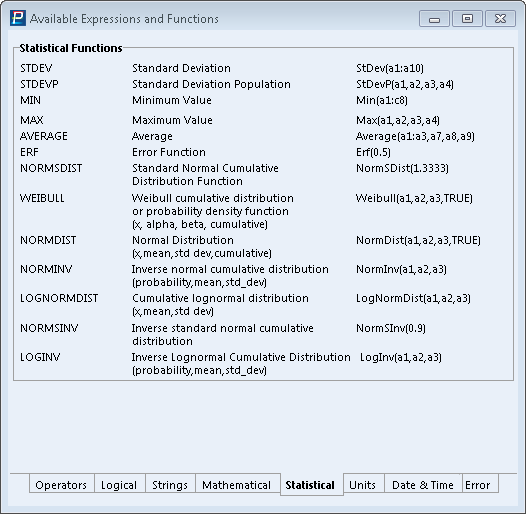 Available Expressions and Functions
Statistical Functions
STDEV Standard Deviation StDev(a1:a10)
STDEVP Standard Deviation Population StDevP(a1,a2,a3,a4)
MIN Minimum Value Min(a1:c8)
MAX Maximum Value Max(a1,a2,a3,a4)
AVERAGE Average Average(a1:a3,a7,a8,a9)
ERF Error Function Erf(0.5)
NORMSDIST Standard Normal Cumulative NormSDist(1.3333)
Distribution Function
WEIBULL Weibull cumulative distribution Weibull(a1,a2,a3,TRUE)
or probability density function
(x, alpha, beta, cumulative)
NORMDIST Normal Distribution NormDist(a1,a2,a3,TRUE)
(x,mean,std dev,cumulative)
NORMINV Inverse normal cumulative distribution NormInv(a1,a2,a3)
(probability,mean,std_dev)
LOGNORMDIST Cumulative lognormal distribution LogNormDist(a1,a2,a3)
(x,mean,std dev)
NORMSINV Inverse standard normal cumulative NormSInv(0.9)
distribution
LOGINV Inverse Lognormal Cumulative Distribution LogInv(a1,a2,a3)
(probability,mean,std_dev)
Operators Logical Strings Mathematical Statistical Units Date & Time Error